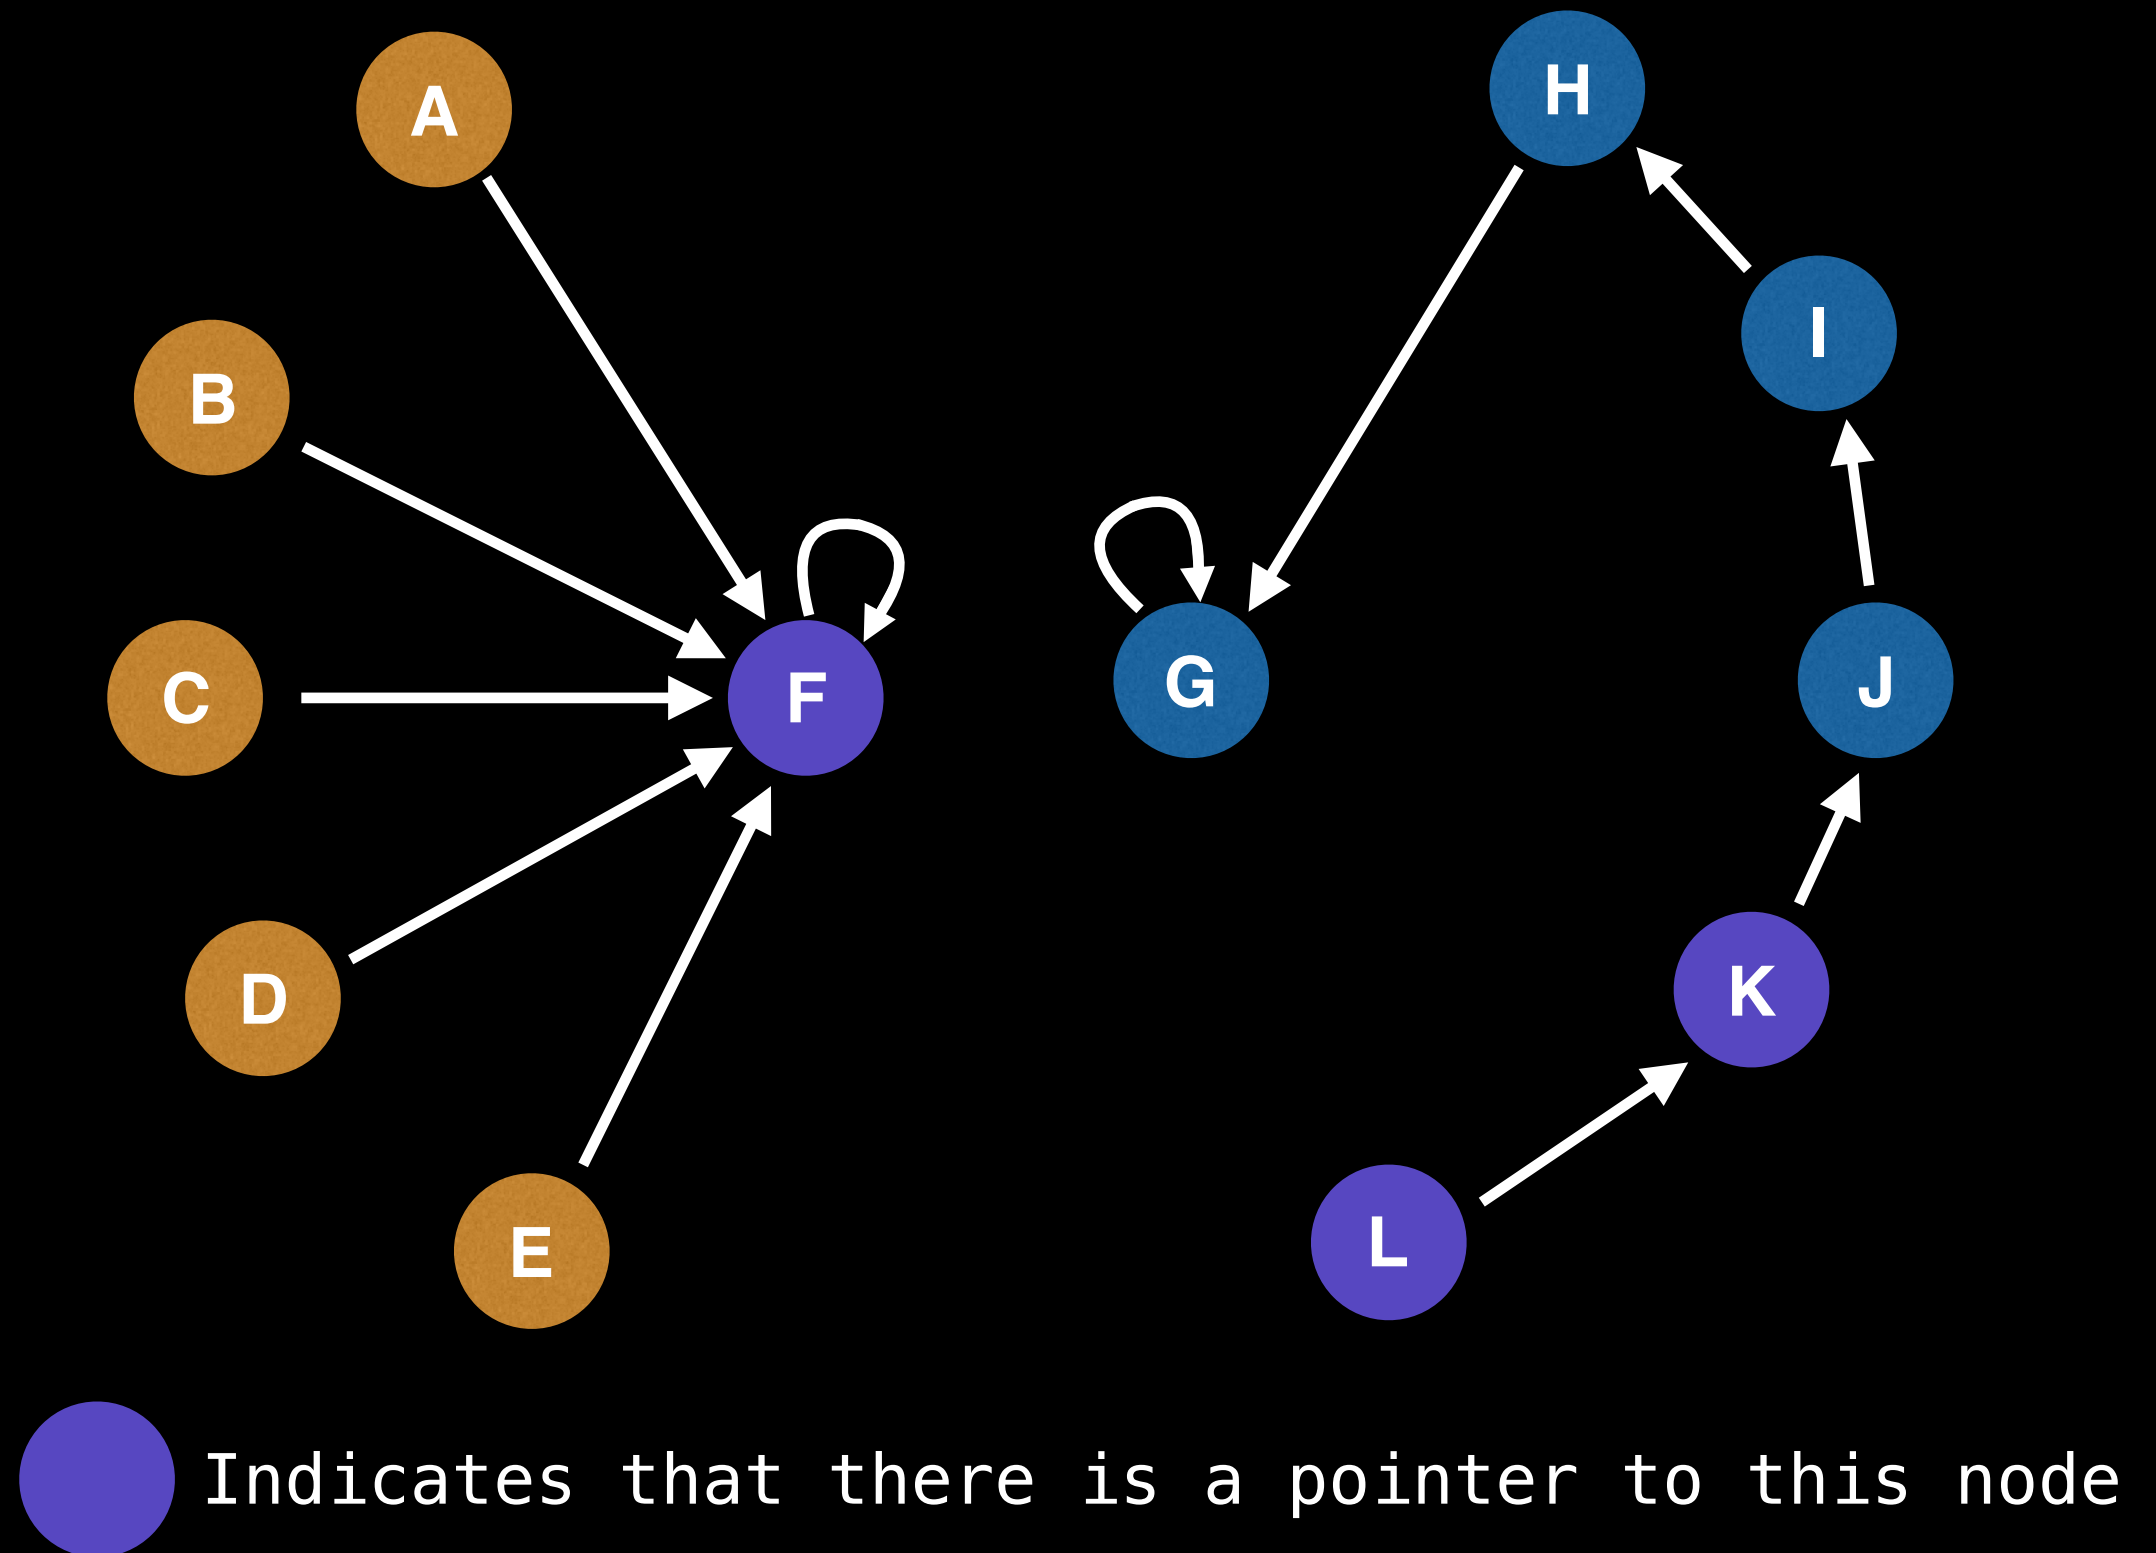 A
H
B
I
C
F
G
J
D
K
E
L
Indicates that there is a pointer to this node